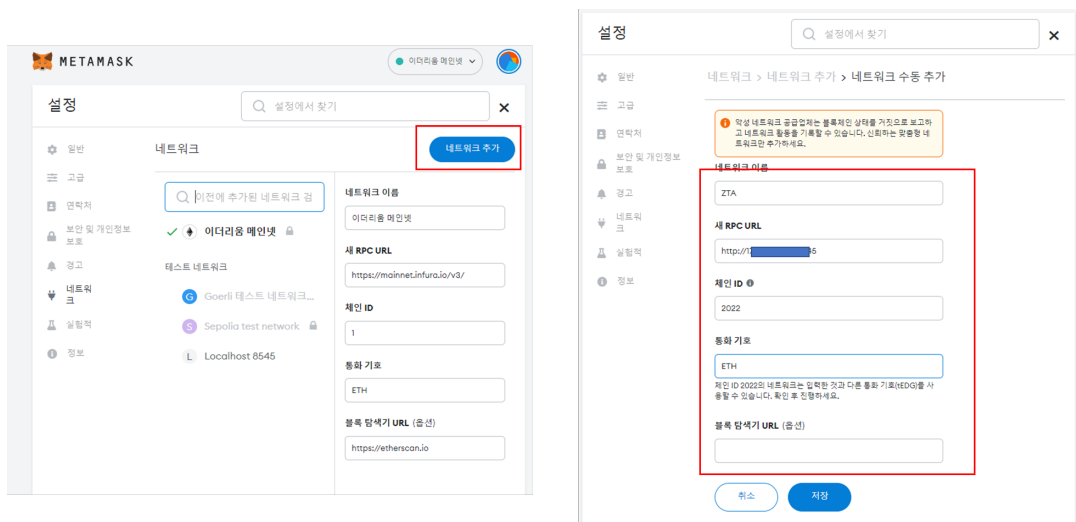 METAMASK
이더리움 메인넷
설정
설정에서 찾기
네트워크
네트워크 추가
일반
고급
연락처
보안 및 개인정보
보호
경고
네트워
크
실험적
정보
이전에 추가된 네트워크 검
이더리움 메인넷
테스트 네트워크
G Goerli 테스트 네트워크...
S Sepolia test network
L Localhost 8545
네트워크 이름
이더리움 메인넷
새 RPC URL
https://mainnet.infura.io/v3/
체인 ID
1
통화 기호
ETH
블록 탐색기 URL (옵션)
https://etherscan.io
설정
설정에서 찾기
일반
고급
연락처
보안 및 개인정보
보호
경고
네트워
크
실험적
정보
네트워크 > 네트워크 추가 > 네트워크 수동 추가
악성 네트워크 공급업체는 블록체인 상태를 거짓으로 보고하
고 네트워크 활동을 기록할 수 있습니다. 신뢰하는 맞춤형 네
트워크만 추가하세요.
네트워크 이름
ZTA
새 RPC URL
http://1
체인 ID
2022
통화 기호
ETH
체인 ID 2022의 네트워크는 입력한 것과 다른 통화 기호(tEDG)를 사
용할 수 있습니다. 확인 후 진행하세요.
블록 탐색기 URL (옵션)
취소
저장